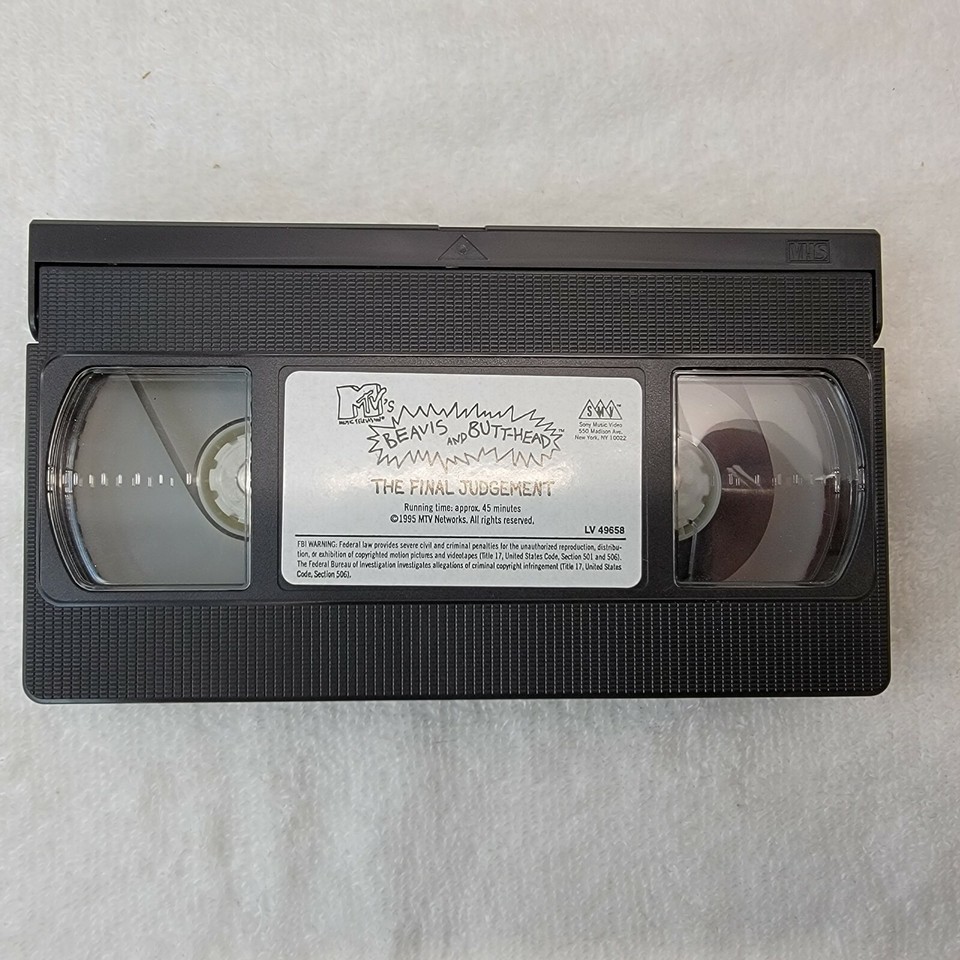 VHS
MTV'S
MUSIC TELEVISION®
BEAVIS AND BUTT-HEAD™
SMV™
Sony Music Video
550 Madison Ave.
New York, NY 10022
THE FINAL JUDGEMENT
Running time: approx. 45 minutes
©1995 MTV Networks. All rights reserved.
LV 49658
FBI WARNING: Federal law provides severe civil and criminal penalties for the unauthorized reproduction, distribu-
tion, or exhibition of copyrighted motion pictures and videotapes (Title 17, United States Code, Section 501 and 506).
The Federal Bureau of Investigation investigates allegations of criminal copyright infringement (Title 17, United States
Code, Section 506).